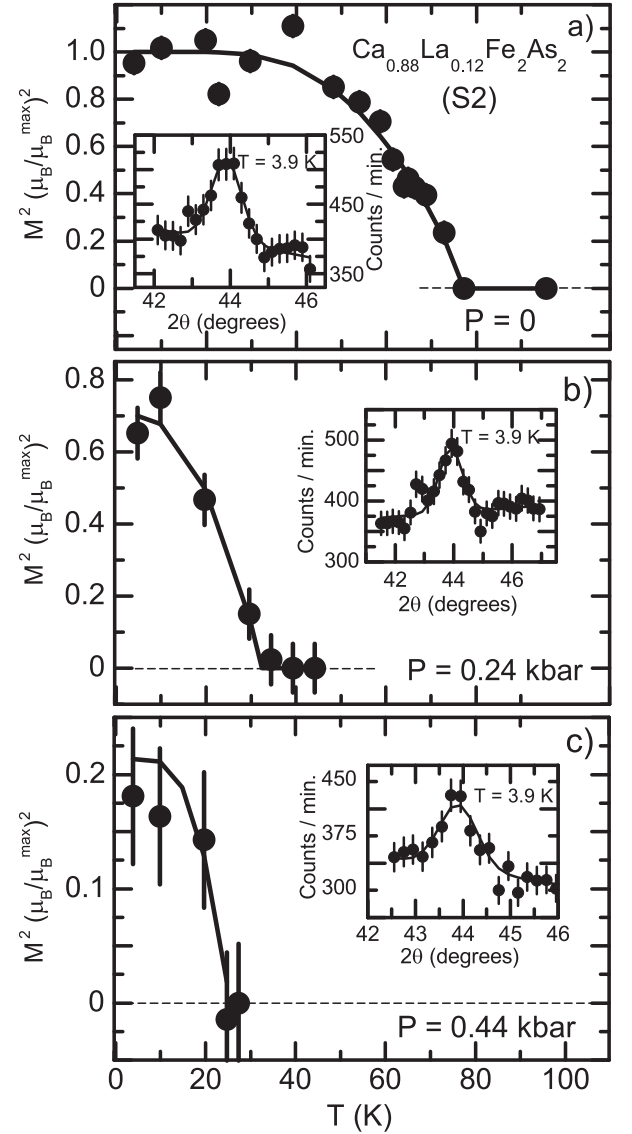 a)
Ca0.88La0.12Fe2As2
(S2)
M2 (μB/μBmax)2
1.0
0.8
0.6
0.4
0.2
0
550
450
350
Counts / min.
T = 3.9 K
42 44 46
2θ (degrees)
P = 0
b)
M2 (μB/μBmax)2
0.8
0.6
0.4
0.2
0
Counts / min.
500
400
300
T = 3.9 K
42 44 46
2θ (degrees)
P = 0.24 kbar
c)
M2 (μB/μBmax)2
0.2
0.1
0
Counts / min.
450
375
300
T = 3.9 K
42 43 44 45 46
2θ (degrees)
P = 0.44 kbar
0 20 40 60 80 100
T (K)